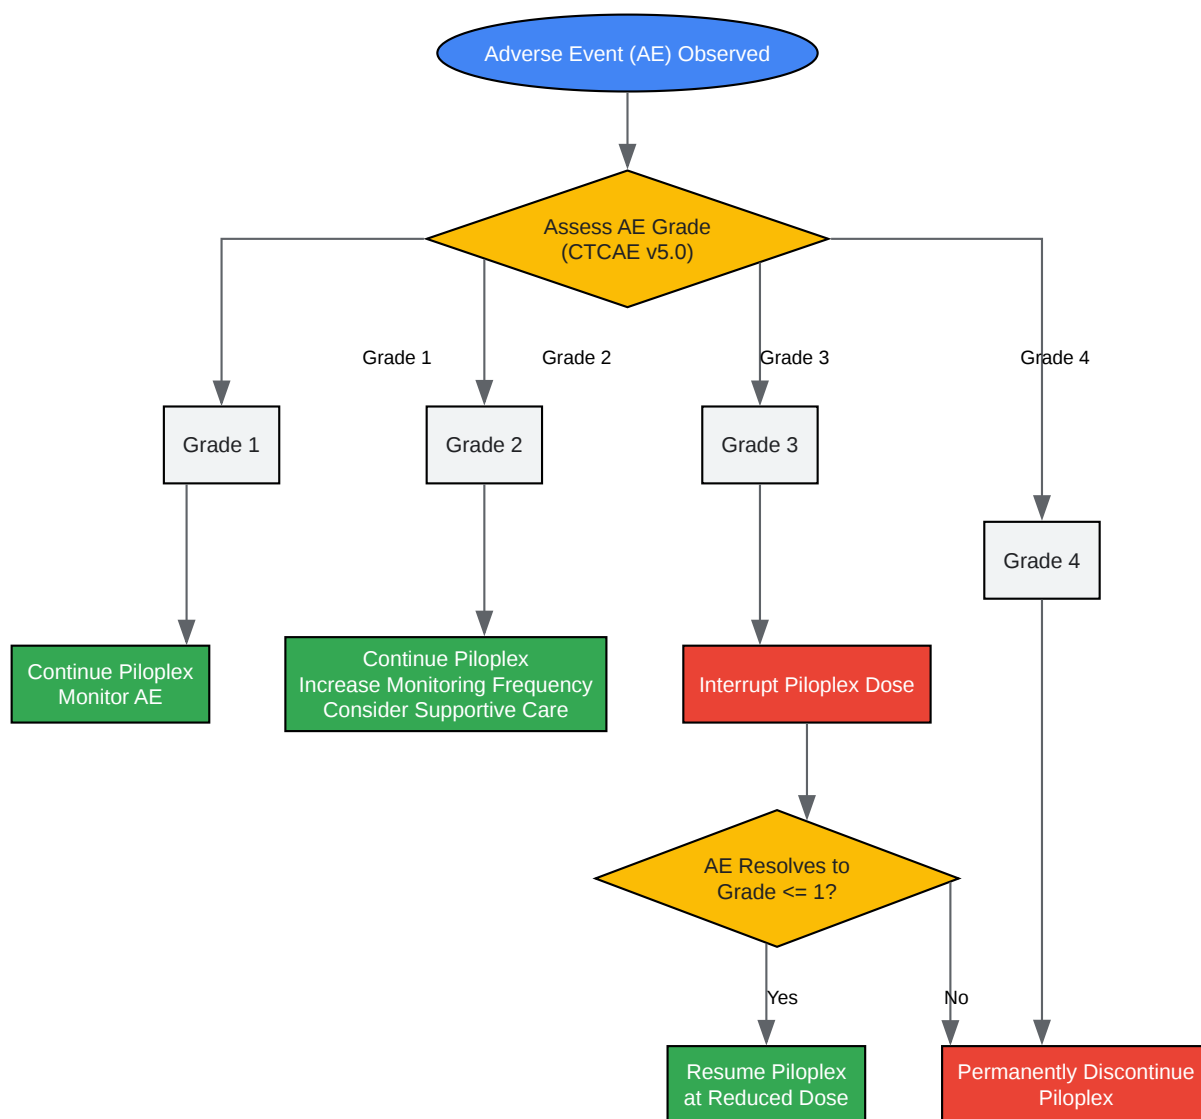 Adverse Event (AE) Observed
Assess AE Grade
(CTCAE v5.0)
Grade 1
Grade 2
Grade 3
Grade 4
Grade 1
Grade 2
Grade 3
Grade 4
Continue Piloplex
Monitor AE
Continue Piloplex
Increase Monitoring Frequency
Consider Supportive Care
Interrupt Piloplex Dose
AE Resolves to
Grade <= 1?
Yes
No
Resume Piloplex
at Reduced Dose
Permanently Discontinue
Piloplex